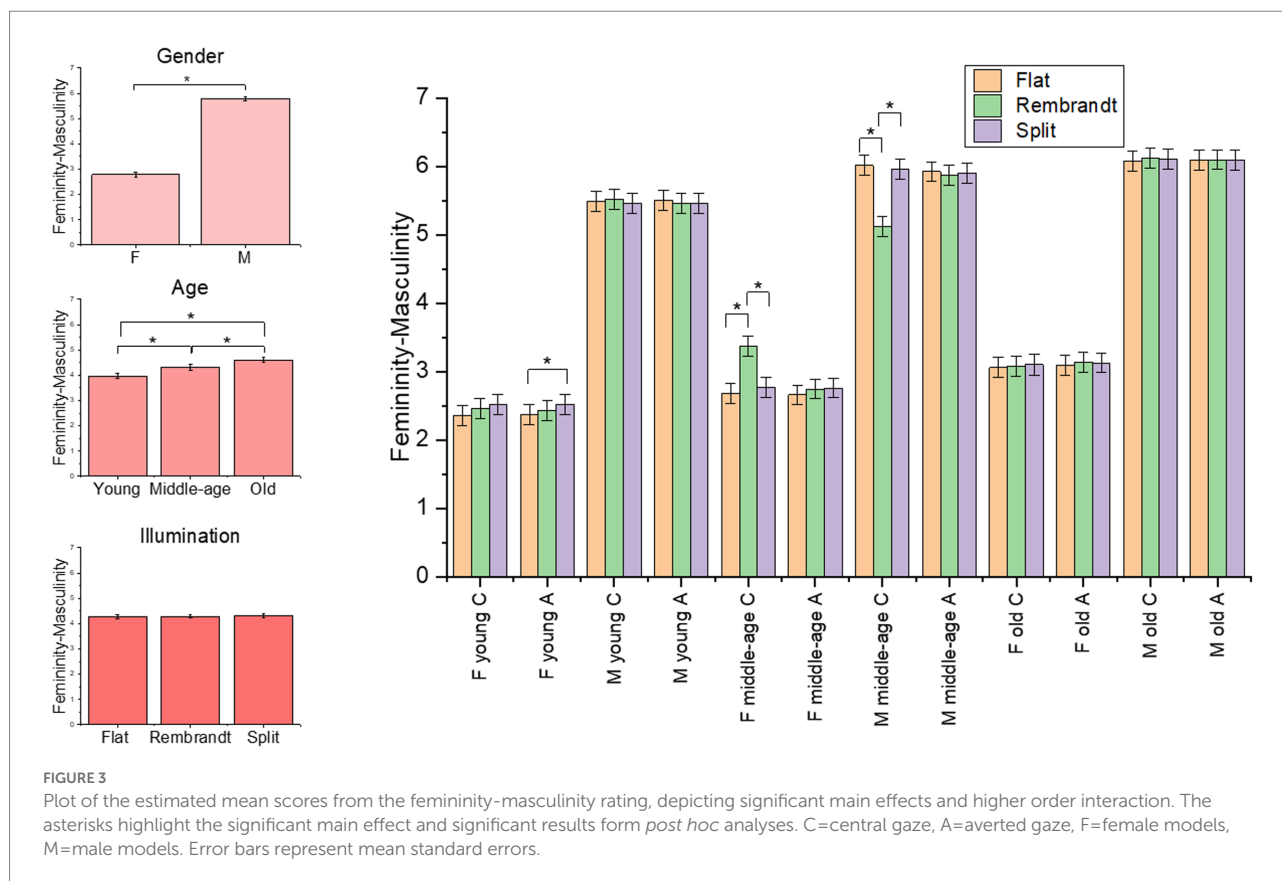 Gender
Femininity-Masculinity
7
6
5
4
3
2
1
0
*
F M
Age
Femininity-Masculinity
7
6
5
4
3
2
1
0
*
* *
Young Middle-age Old
Illumination
Femininity-Masculinity
7
6
5
4
3
2
1
0
Flat Rembrandt Split
Flat
Rembrandt
Split
Femininity-Masculinity
7
6
5
4
3
2
1
0
*
* *
* *
F young C
F young A
M young C
M young A
F middle-age C
F middle-age A
M middle-age C
M middle-age A
F old C
F old A
M old C
M old A
FIGURE 3
Plot of the estimated mean scores from the femininity-masculinity rating, depicting significant main effects and higher order interaction. The
asterisks highlight the significant main effect and significant results form post hoc analyses. C=central gaze, A=averted gaze, F=female models,
M=male models. Error bars represent mean standard errors.